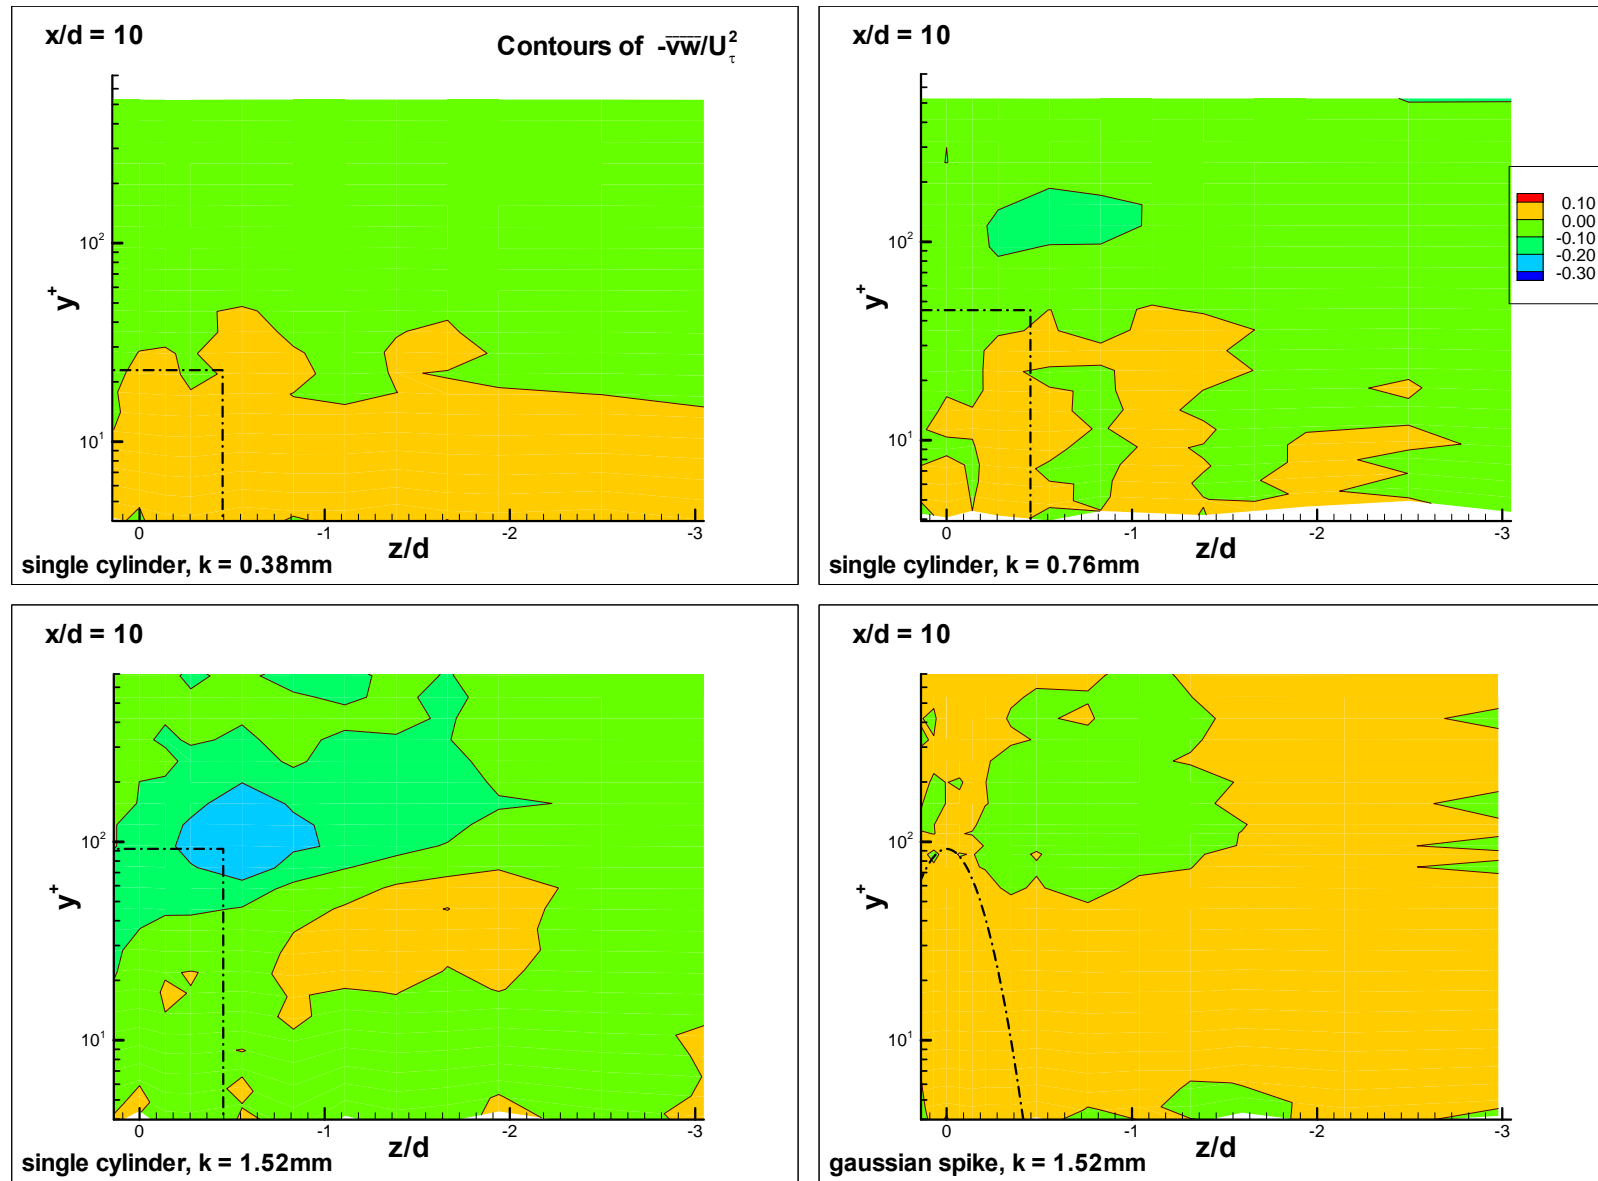 x/d = 10
Contours of -v̅w̅/U_τ^2
10^2
y^+
10^1
0 -1 -2 -3
z/d
single cylinder, k = 0.38mm
x/d = 10
0.10
0.00
-0.10
-0.20
-0.30
10^2
y^+
10^1
0 -1 -2 -3
z/d
single cylinder, k = 0.76mm
x/d = 10
10^2
y^+
10^1
0 -1 -2 -3
z/d
single cylinder, k = 1.52mm
x/d = 10
10^2
y^+
10^1
0 -1 -2 -3
z/d
gaussian spike, k = 1.52mm